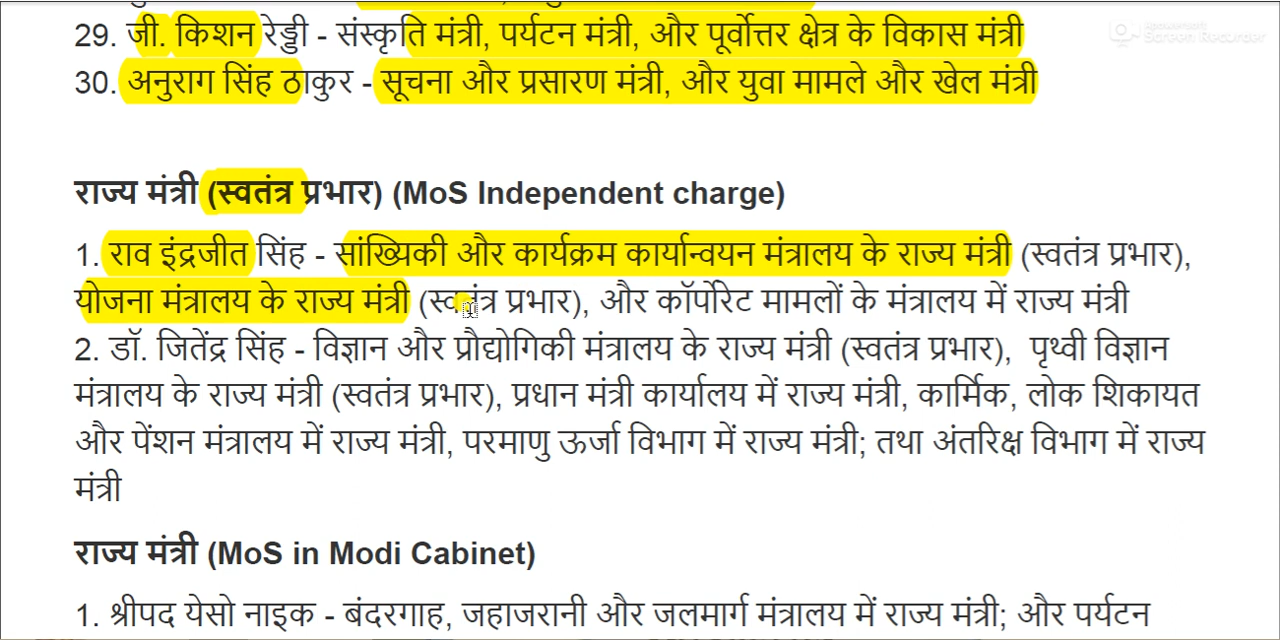 29. जी. किशन रेड्डी - संस्कृति मंत्री, पर्यटन मंत्री, और पूर्वोत्तर क्षेत्र के विकास मंत्री
Apowersoft
Screen Recorder
30. अनुराग सिंह ठाकुर - सूचना और प्रसारण मंत्री, और युवा मामले और खेल मंत्री
राज्य मंत्री (स्वतंत्र प्रभार) (MoS Independent charge)
1. राव इंद्रजीत सिंह - सांख्यिकी और कार्यक्रम कार्यान्वयन मंत्रालय के राज्य मंत्री (स्वतंत्र प्रभार),
योजना मंत्रालय के राज्य मंत्री (स्वतंत्र प्रभार), और कॉर्पोरेट मामलों के मंत्रालय में राज्य मंत्री
2. डॉ. जितेंद्र सिंह - विज्ञान और प्रौद्योगिकी मंत्रालय के राज्य मंत्री (स्वतंत्र प्रभार), पृथ्वी विज्ञान
मंत्रालय के राज्य मंत्री (स्वतंत्र प्रभार), प्रधान मंत्री कार्यालय में राज्य मंत्री, कार्मिक, लोक शिकायत
और पेंशन मंत्रालय में राज्य मंत्री, परमाणु ऊर्जा विभाग में राज्य मंत्री; तथा अंतरिक्ष विभाग में राज्य
मंत्री
राज्य मंत्री (MoS in Modi Cabinet)
1. श्रीपद येसो नाइक - बंदरगाह, जहाजरानी और जलमार्ग मंत्रालय में राज्य मंत्री; और पर्यटन